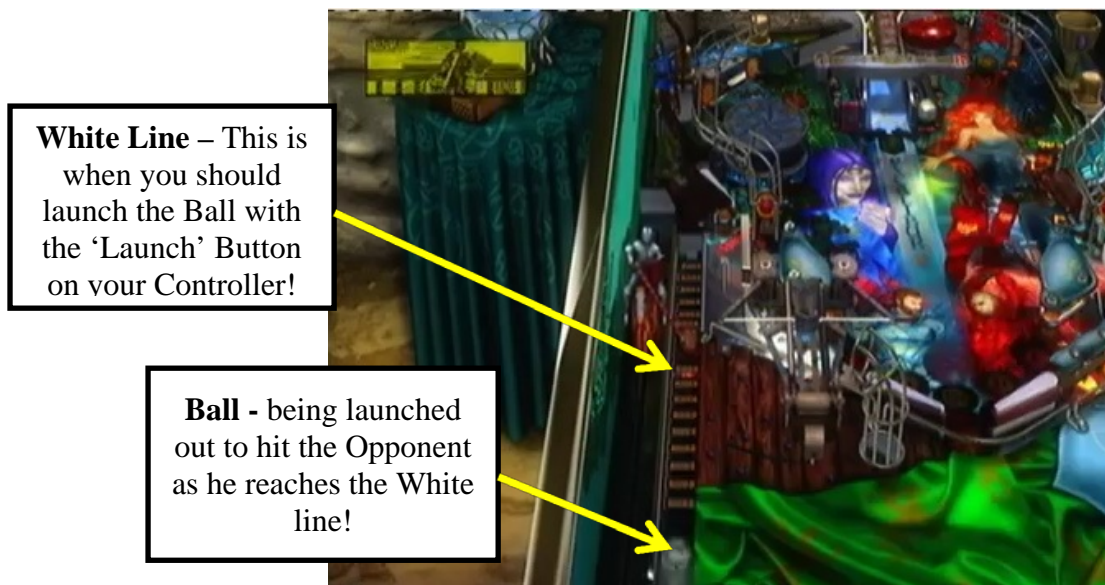 White Line – This is
when you should
launch the Ball with
the ‘Launch’ Button
on your Controller!
Ball - being launched
out to hit the Opponent
as he reaches the White
line!